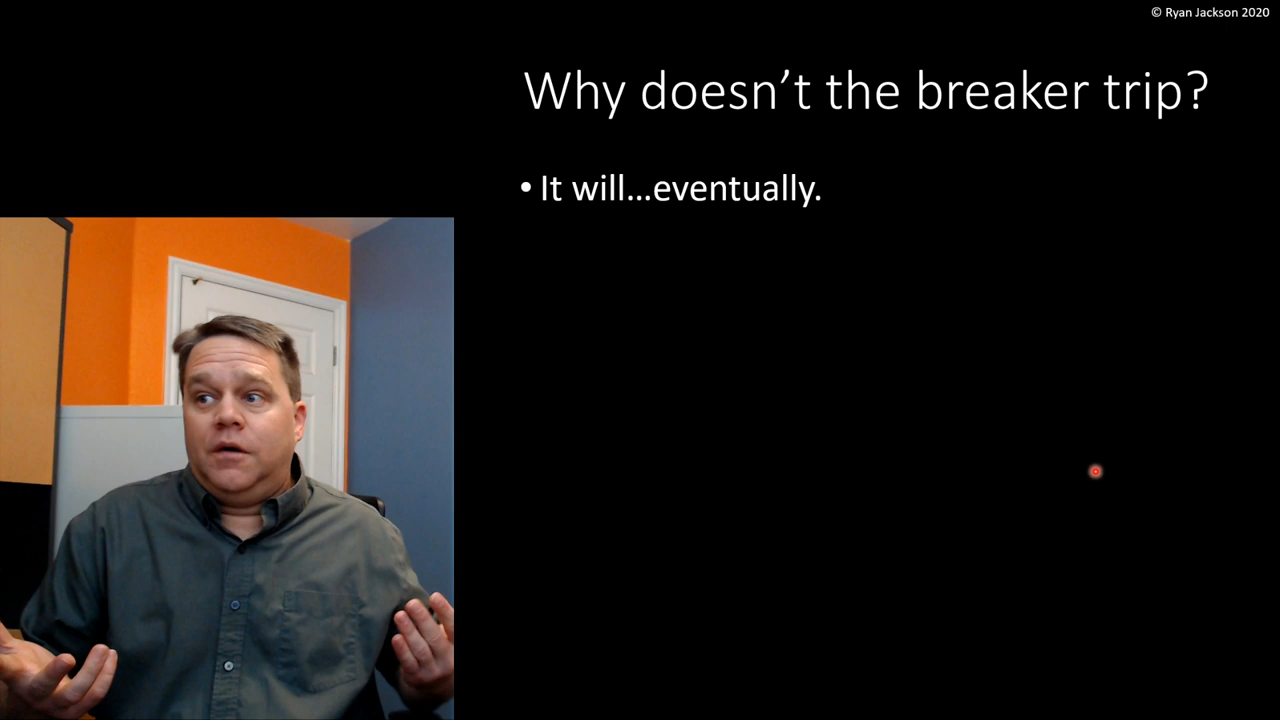 © Ryan Jackson 2020
Why doesn’t the breaker trip?
• It will…eventually.